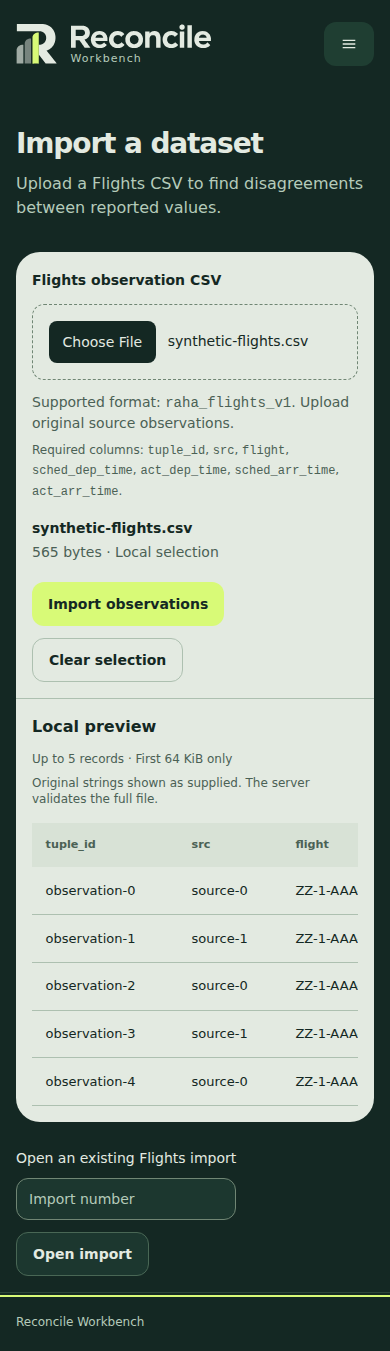 Reconcile
Workbench
Import a dataset
Upload a Flights CSV to find disagreements
between reported values.
Flights observation CSV
Choose File synthetic-flights.csv
Supported format: raha_flights_v1. Upload
original source observations.
Required columns: tuple_id, src, flight,
sched_dep_time, act_dep_time, sched_arr_time,
act_arr_time.
synthetic-flights.csv
565 bytes · Local selection
Import observations
Clear selection
Local preview
Up to 5 records · First 64 KiB only
Original strings shown as supplied. The server
validates the full file.
tuple_id src flight
observation-0 source-0 ZZ-1-AAA
observation-1 source-1 ZZ-1-AAA
observation-2 source-0 ZZ-1-AAA
observation-3 source-1 ZZ-1-AAA
observation-4 source-0 ZZ-1-AAA
Open an existing Flights import
Import number
Open import
Reconcile Workbench